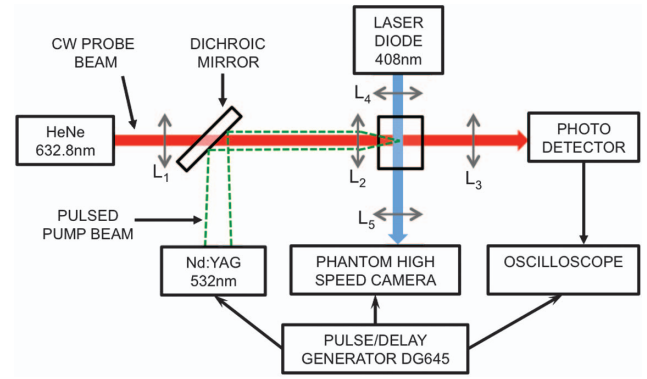 CW PROBE
BEAM
DICHROIC
MIRROR
LASER
DIODE
408nm
L4
HeNe
632.8nm
L1
L2
L3
PHOTO
DETECTOR
PULSED
PUMP BEAM
L5
Nd:YAG
532nm
PHANTOM HIGH
SPEED CAMERA
OSCILLOSCOPE
PULSE/DELAY
GENERATOR DG645